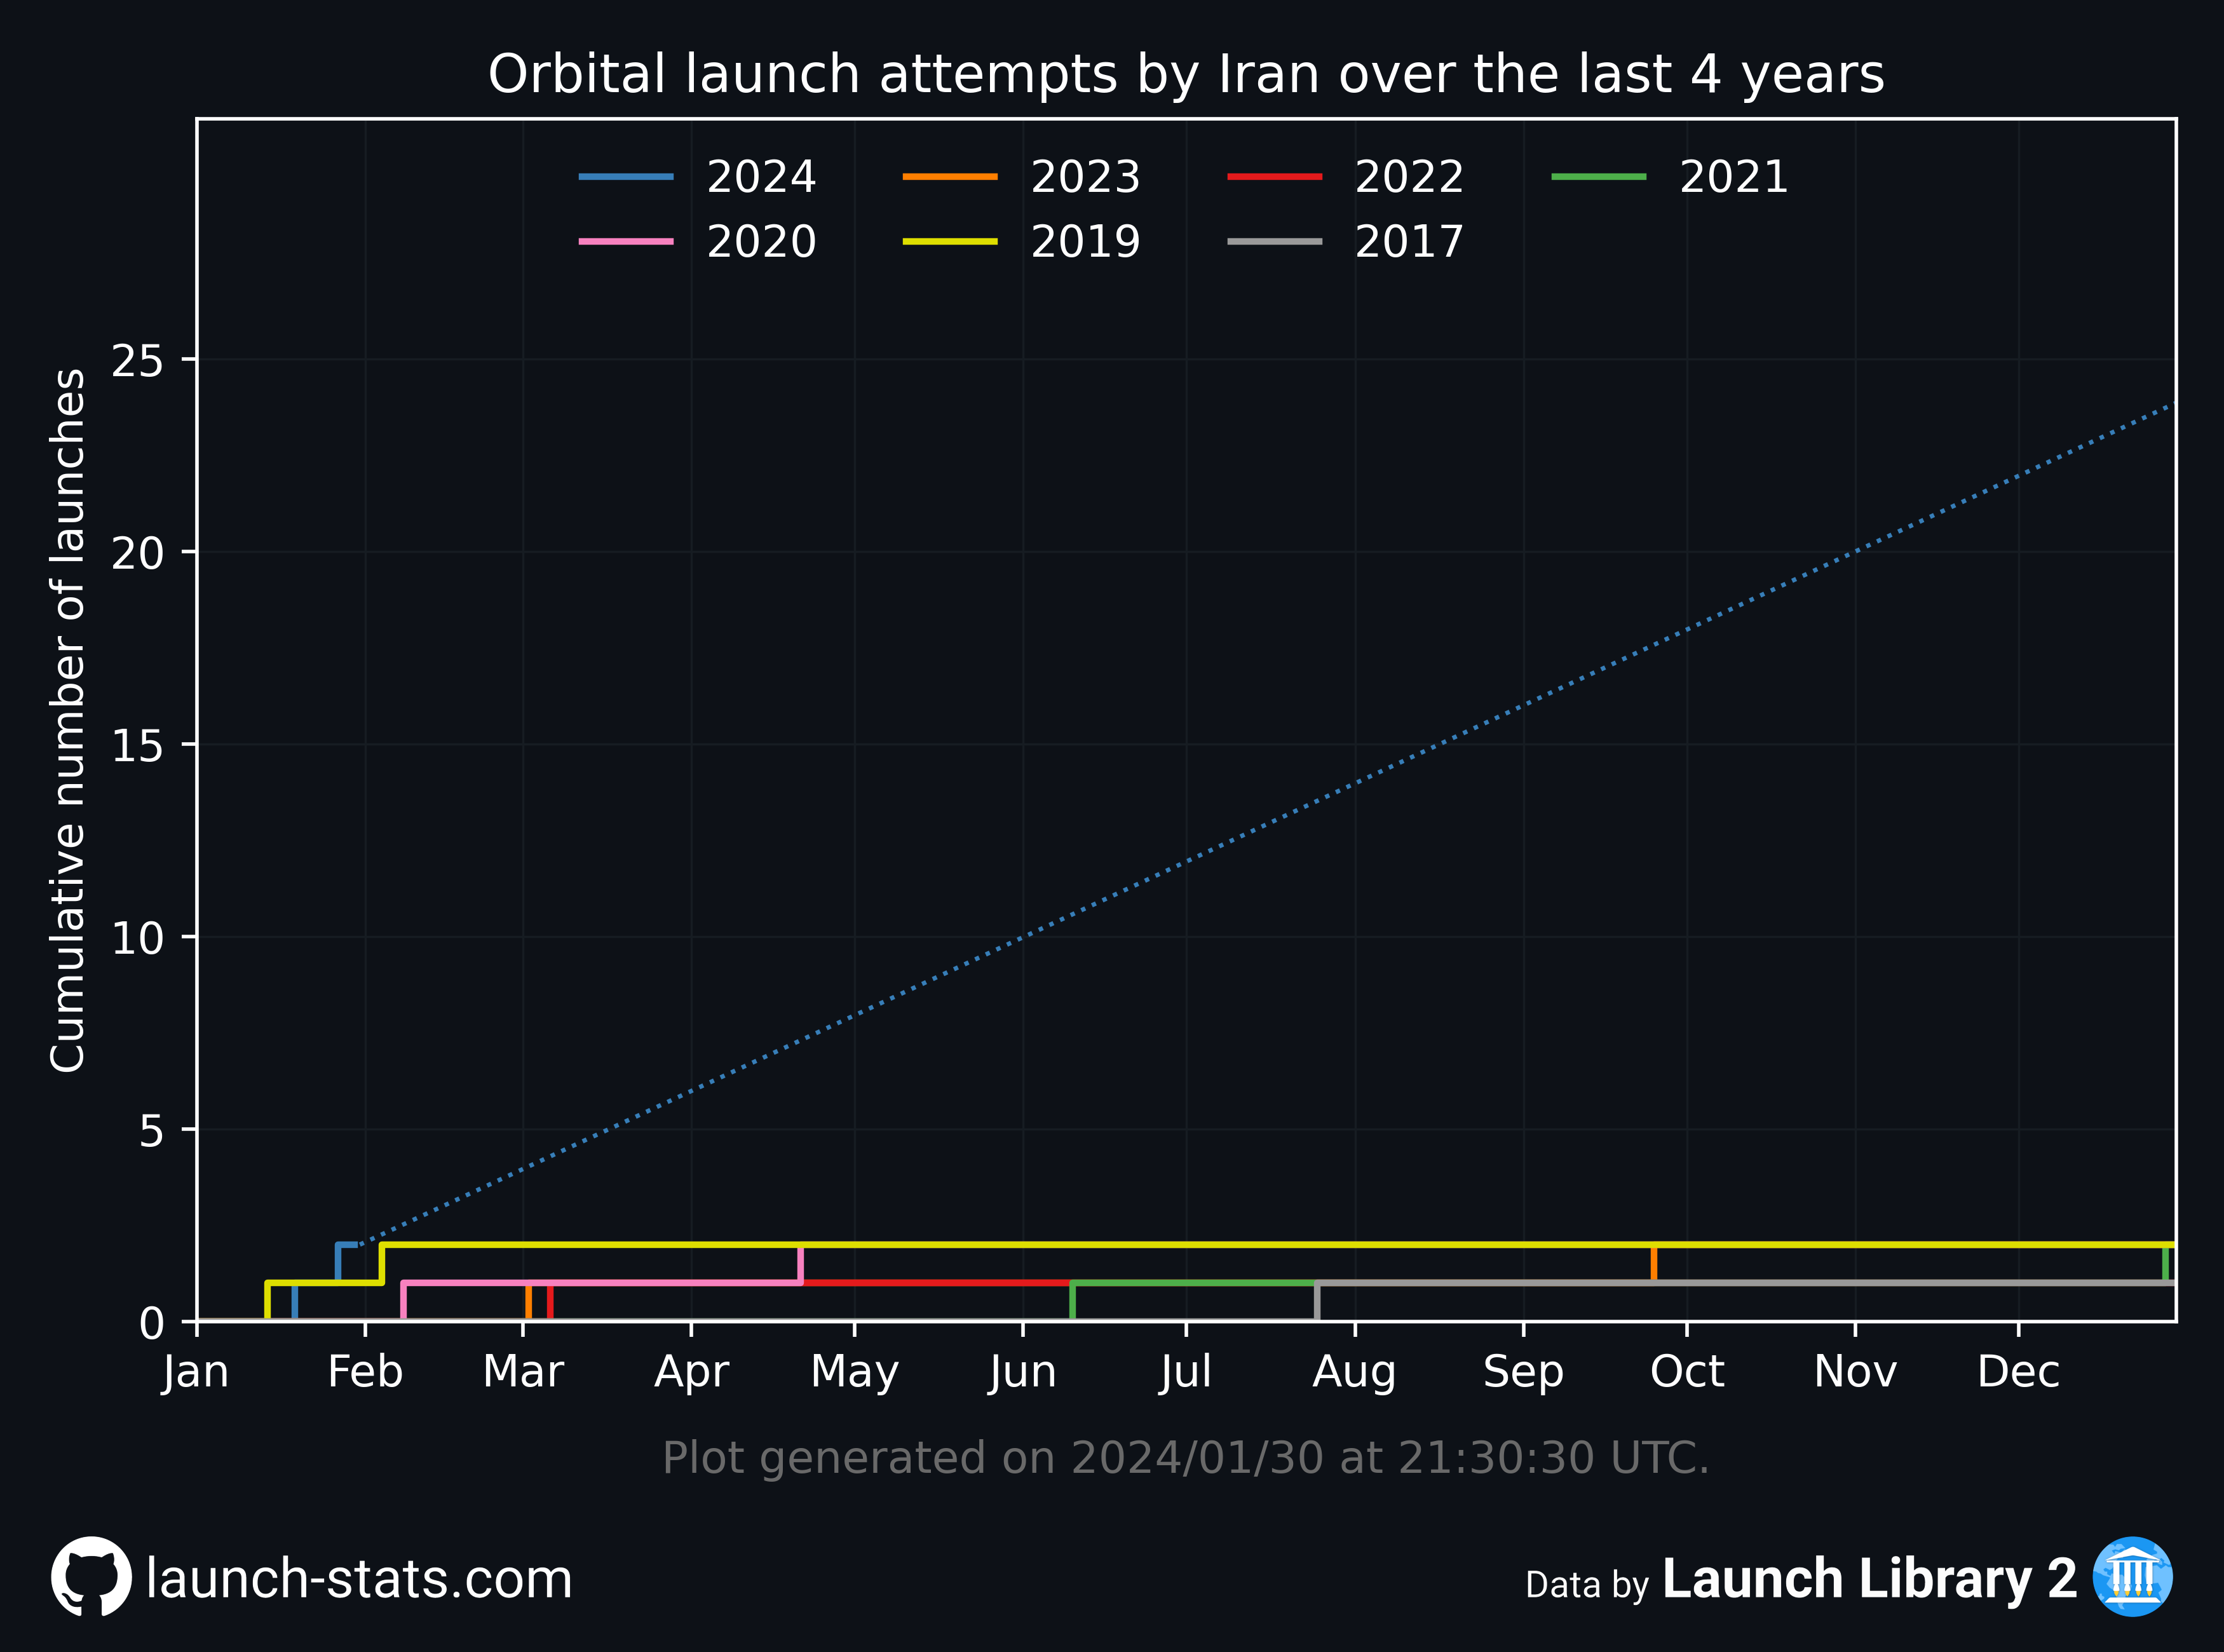 Orbital launch attempts by Iran over the last 4 years
2024 2023 2022 2021
2020 2019 2017
Cumulative number of launches
25
20
15
10
5
0
Jan Feb Mar Apr May Jun Jul Aug Sep Oct Nov Dec
Plot generated on 2024/01/30 at 21:30:30 UTC.
launch-stats.com
Data by Launch Library 2